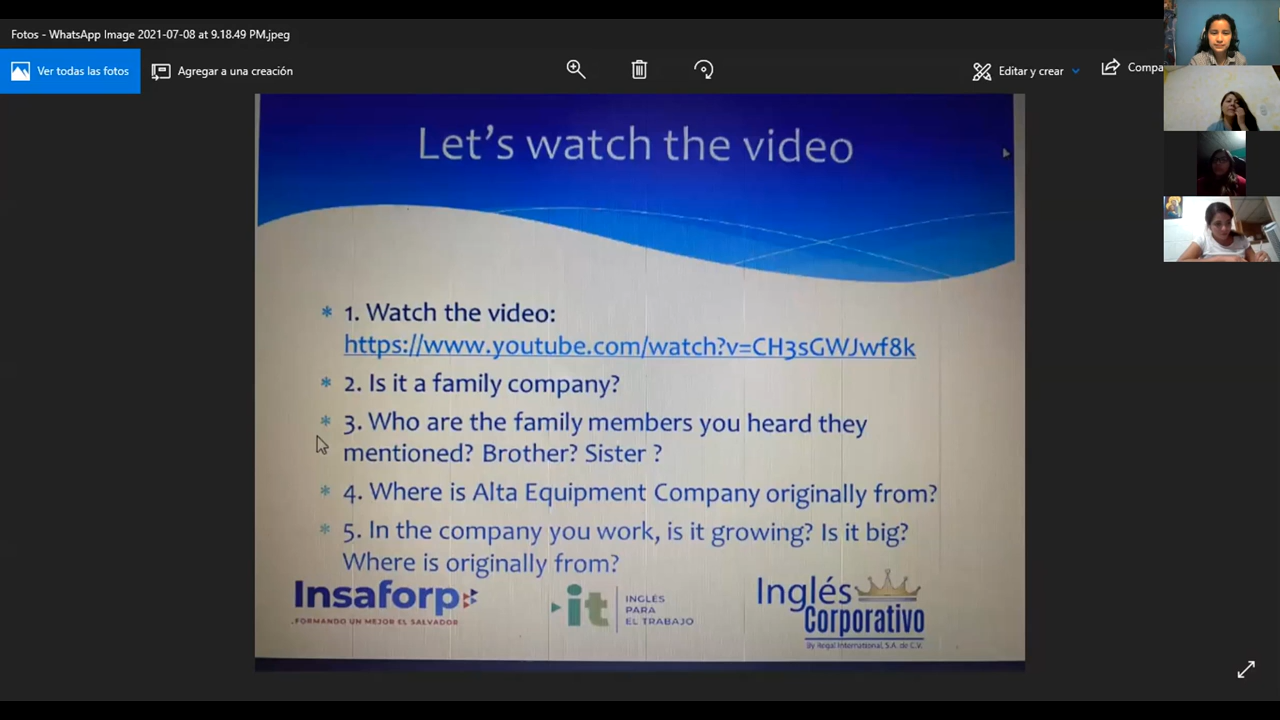 Fotos - WhatsApp Image 2021-07-08 at 9.18.49 PM.jpeg
Ver todas las fotos
Agregar a una creación
Editar y crear
Compa
Let's watch the video
* 1. Watch the video:
https://www.youtube.com/watch?v=CH3sGWJwf8k
* 2. Is it a family company?
* 3. Who are the family members you heard they
mentioned? Brother? Sister ?
* 4. Where is Alta Equipment Company originally from?
* 5. In the company you work, is it growing? Is it big?
Where is originally from?
Insaforp
.FORMANDO UN MEJOR EL SALVADOR
it
INGLÉS
PARA
EL TRABAJO
Inglés
Corporativo
By Regal International, S.A. de C.V.